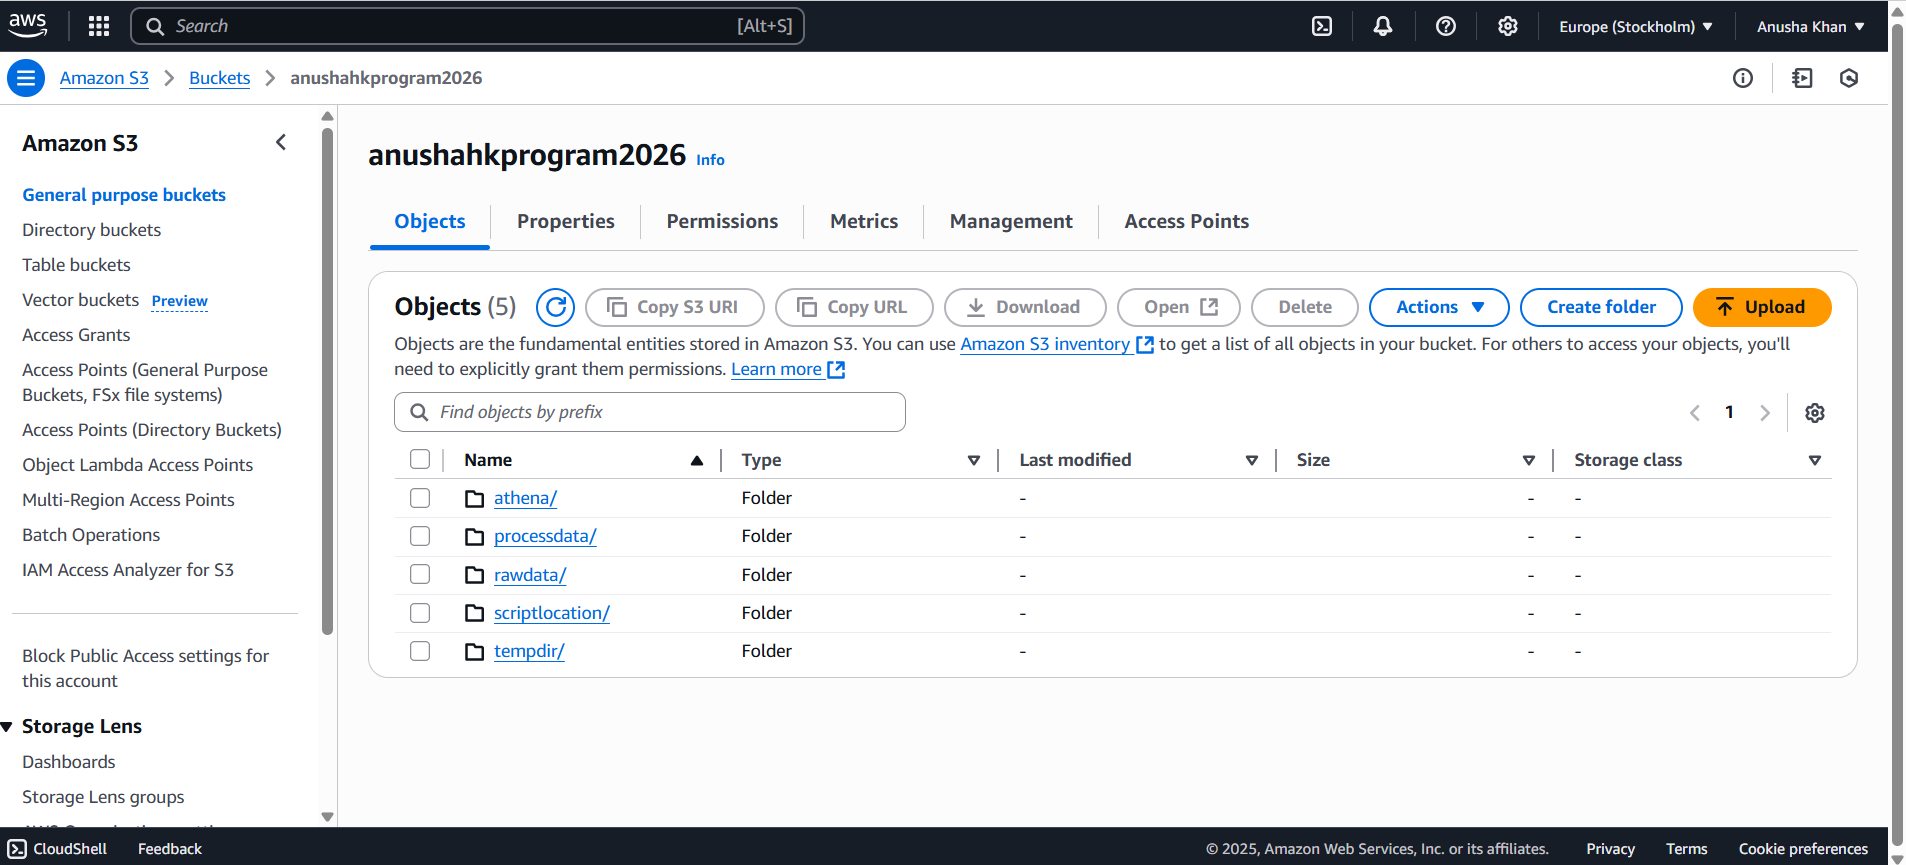 aws
Search
[Alt+S]
Europe (Stockholm)
Anusha Khan
Amazon S3
Buckets
anushahkprogram2026
Amazon S3
General purpose buckets
Directory buckets
Table buckets
Vector buckets Preview
Access Grants
Access Points (General Purpose
Buckets, FSx file systems)
Access Points (Directory Buckets)
Object Lambda Access Points
Multi-Region Access Points
Batch Operations
IAM Access Analyzer for S3
Block Public Access settings for
this account
Storage Lens
Dashboards
Storage Lens groups
anushahkprogram2026 Info
Objects
Properties
Permissions
Metrics
Management
Access Points
Objects (5)
Copy S3 URI
Copy URL
Download
Open
Delete
Actions
Create folder
Upload
Objects are the fundamental entities stored in Amazon S3. You can use Amazon S3 inventory to get a list of all objects in your bucket. For others to access your objects, you'll
need to explicitly grant them permissions. Learn more
Find objects by prefix
1
Name Type Last modified Size Storage class
athena/ Folder - - -
processdata/ Folder - - -
rawdata/ Folder - - -
scriptlocation/ Folder - - -
tempdir/ Folder - - -
CloudShell
Feedback
© 2025, Amazon Web Services, Inc. or its affiliates.
Privacy
Terms
Cookie preferences